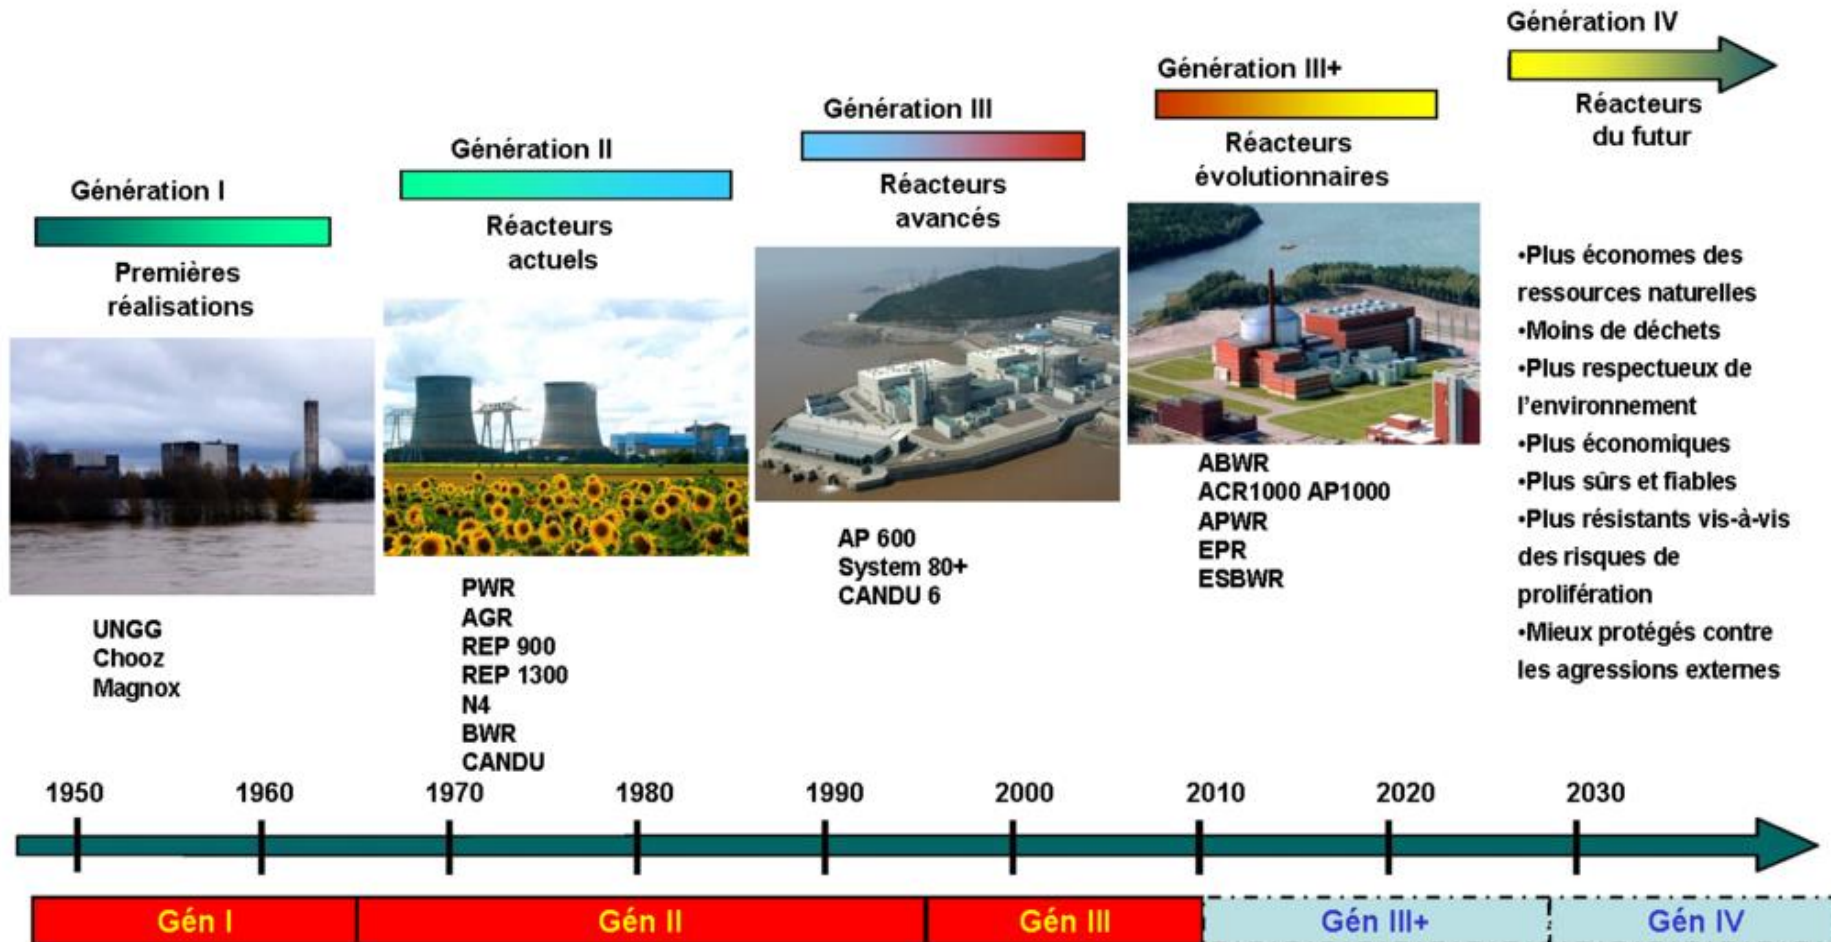 Génération I
Premières
réalisations
UNGG
Chooz
Magnox
Génération II
Réacteurs
actuels
PWR
AGR
REP 900
REP 1300
N4
BWR
CANDU
Génération III
Réacteurs
avancés
AP 600
System 80+
CANDU 6
Génération III+
Réacteurs
évolutionnaires
ABWR
ACR1000 AP1000
APWR
EPR
ESBWR
Génération IV
Réacteurs
du futur
•Plus économes des
ressources naturelles
•Moins de déchets
•Plus respectueux de
l'environnement
•Plus économiques
•Plus sûrs et fiables
•Plus résistants vis-à-vis
des risques de
prolifération
•Mieux protégés contre
les agressions externes
1950 1960 1970 1980 1990 2000 2010 2020 2030
Gén I Gén II Gén III Gén III+ Gén IV